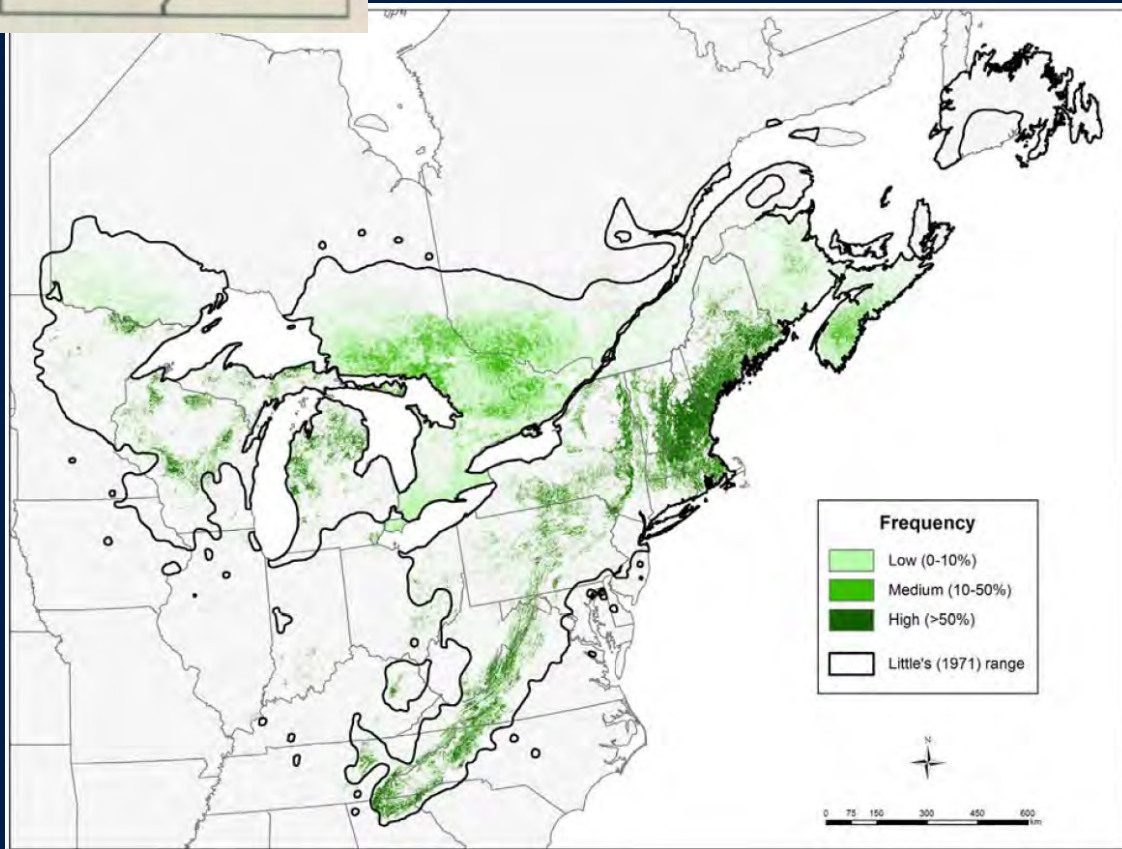 Frequency
Low (0-10%)
Medium (10-50%)
High (>50%)
Little's (1971) range
N
0 75 150 300 450 600
km